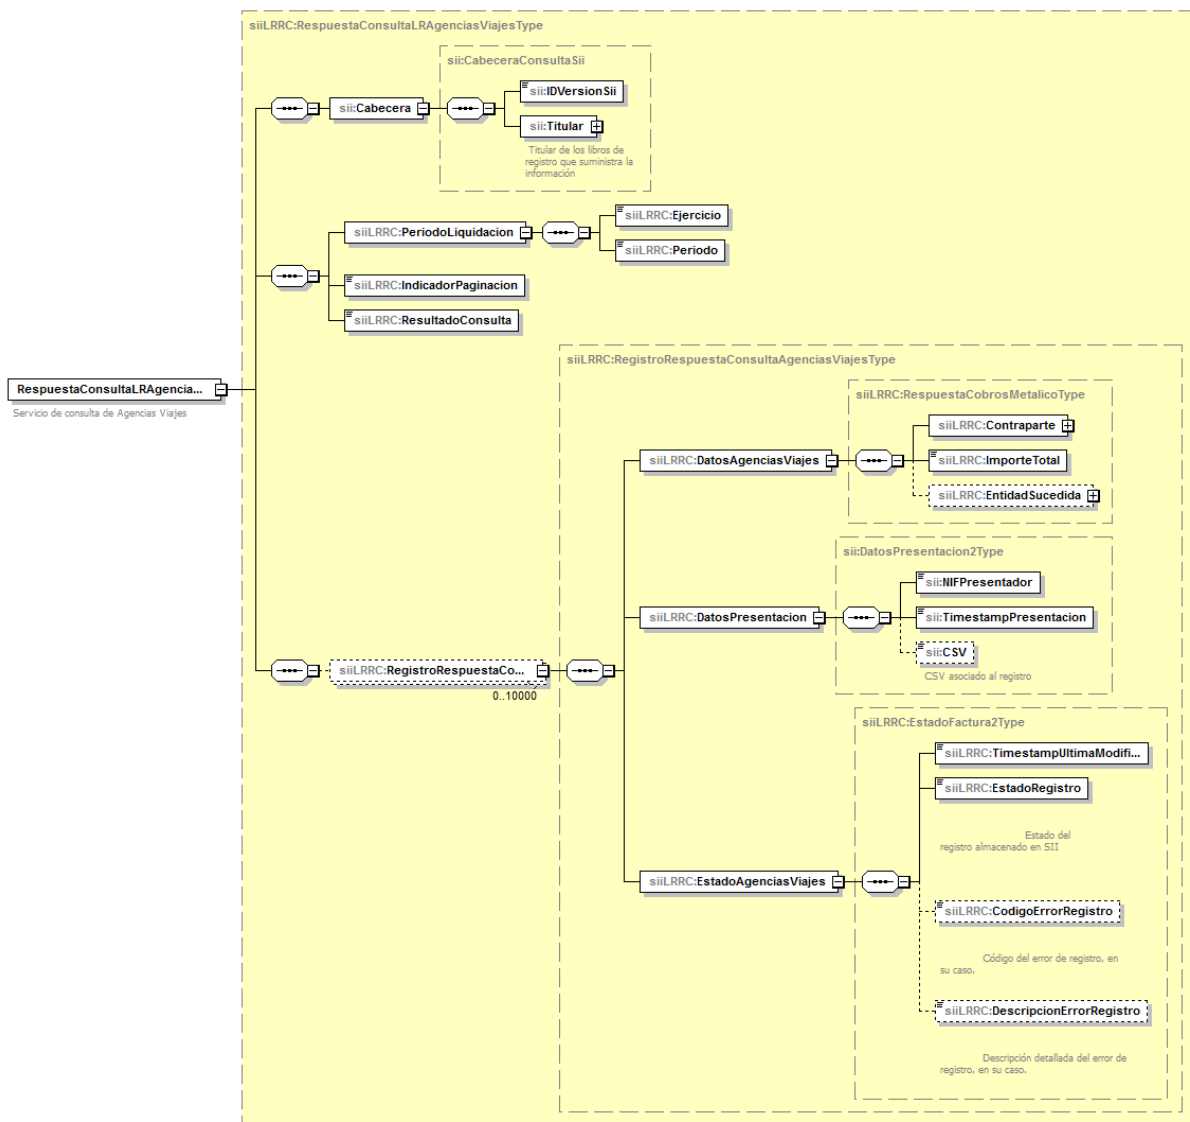 siiLRRC:RespuestaConsultaLRAgenciasViajesType
sii:CabeceraConsultaSii
sii:IDVersionSii
sii:Cabecera
sii:Titular
Titular de los libros de
registro que suministra la
información
siiLRRC:Ejercicio
siiLRRC:PeriodoLiquidacion
siiLRRC:Periodo
siiLRRC:IndicadorPaginacion
siiLRRC:ResultadoConsulta
siiLRRC:RegistroRespuestaConsultaAgenciasViajesType
RespuestaConsultaLRAgencia...
Servicio de consulta de Agencias Viajes
siiLRRC:RespuestaCobrosMetalicoType
siiLRRC:Contraparte
siiLRRC:DatosAgenciasViajes
siiLRRC:ImporteTotal
siiLRRC:EntidadSucedida
sii:DatosPresentacion2Type
sii:NIFPresentador
siiLRRC:DatosPresentacion
sii:TimestampPresentacion
sii:CSV
CSV asociado al registro
siiLRRC:RegistroRespuestaCo...
0..10000
siiLRRC:EstadoFactura2Type
siiLRRC:TimestampUltimaModifi...
siiLRRC:EstadoRegistro
Estado del
registro almacenado en SII
siiLRRC:EstadoAgenciasViajes
siiLRRC:CodigoErrorRegistro
Código del error de registro, en
su caso.
siiLRRC:DescripcionErrorRegistro
Descripción detallada del error de
registro, en su caso.